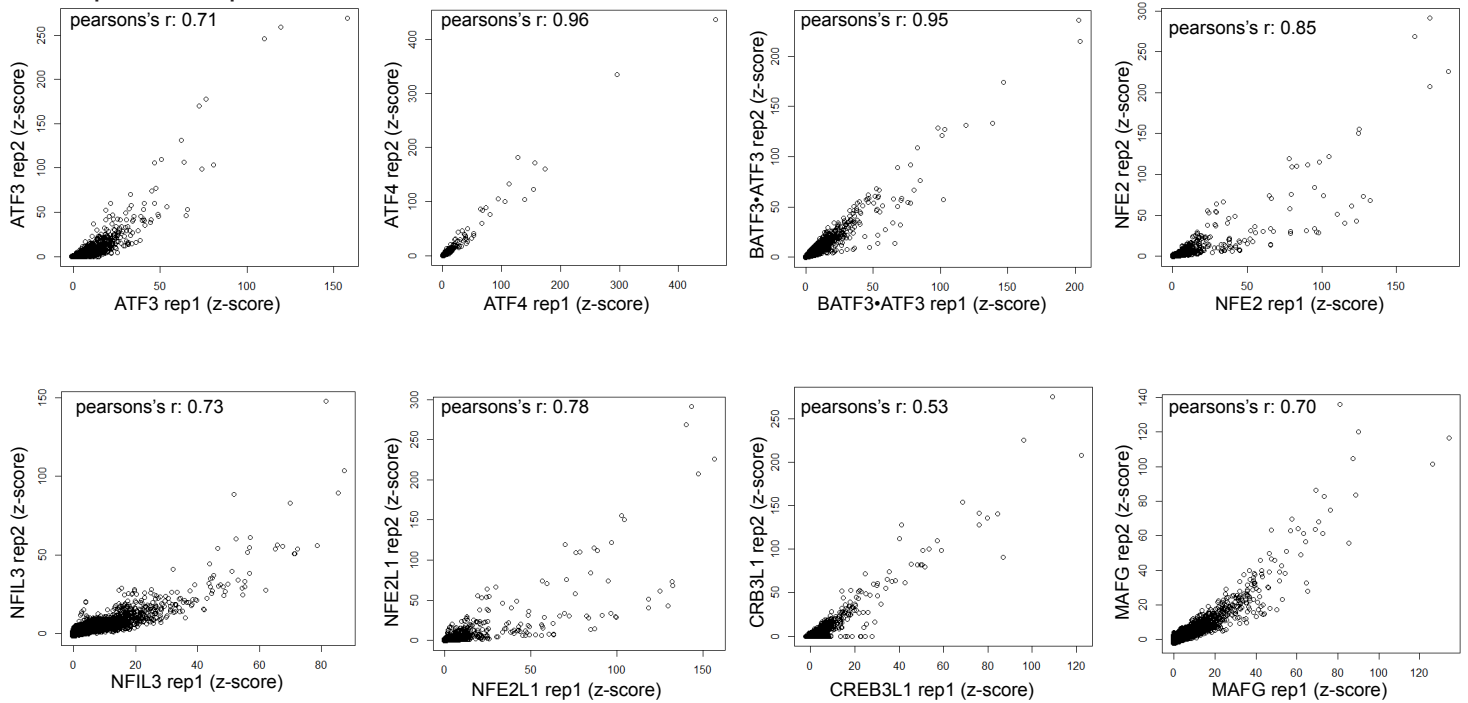 pearsons's r: 0.71
ATF3 rep2 (z-score)
0 50 100 150 200 250
0 50 100 150
ATF3 rep1 (z-score)
pearsons's r: 0.96
ATF4 rep2 (z-score)
0 100 200 300 400
0 100 200 300 400
ATF4 rep1 (z-score)
pearsons's r: 0.95
BATF3•ATF3 rep2 (z-score)
0 50 100 150 200
0 50 100 150 200
BATF3•ATF3 rep1 (z-score)
pearsons's r: 0.85
NFE2 rep2 (z-score)
0 50 100 150 200 250 300
0 50 100 150
NFE2 rep1 (z-score)
pearsons's r: 0.73
NFIL3 rep2 (z-score)
0 50 100 150
0 20 40 60 80
NFIL3 rep1 (z-score)
pearsons's r: 0.78
NFE2L1 rep2 (z-score)
0 50 100 150 200 250 300
0 50 100 150
NFE2L1 rep1 (z-score)
pearsons's r: 0.53
CRB3L1 rep2 (z-score)
0 50 100 150 200 250
0 20 40 60 80 100 120
CREB3L1 rep1 (z-score)
pearsons's r: 0.70
MAFG rep2 (z-score)
0 20 40 60 80 100 120 140
0 20 40 60 80 100 120
MAFG rep1 (z-score)